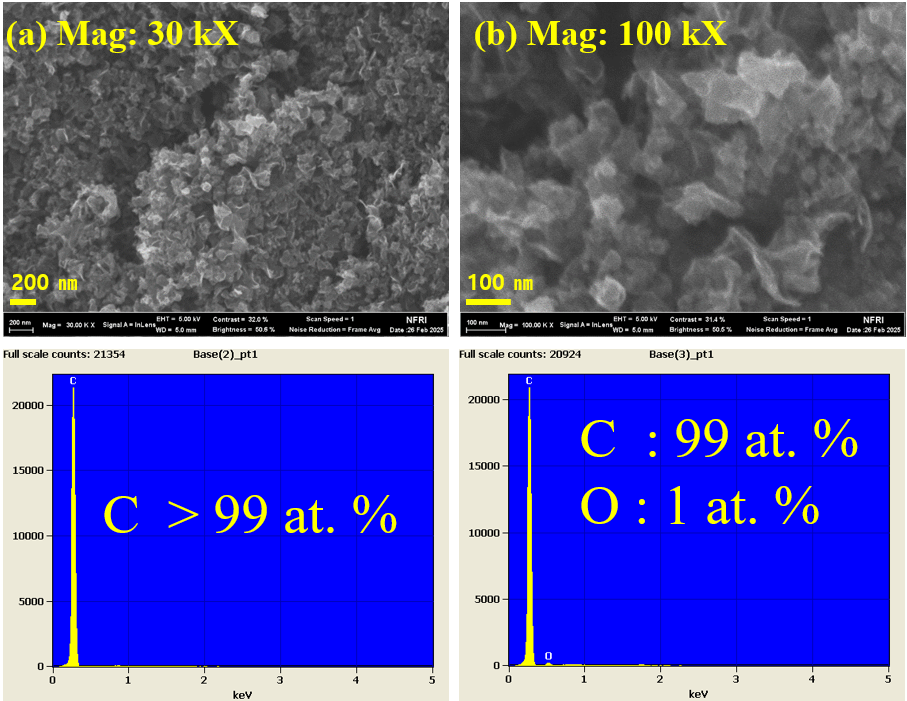 (a) Mag: 30 kX
200 nm
200 nm
Mag = 30.00 K X
Signal A = InLens
EHT = 5.00 kV
WD = 5.0 mm
Contrast = 32.0 %
Brightness = 50.6 %
Scan Speed = 1
Noise Reduction = Frame Avg
NFRI
Date :26 Feb 2025
(b) Mag: 100 kX
100 nm
100 nm
Mag = 100.00 K X
Signal A = InLens
EHT = 5.00 kV
WD = 5.0 mm
Contrast = 31.4 %
Brightness = 50.5 %
Scan Speed = 1
Noise Reduction = Frame Avg
NFRI
Date :26 Feb 2025
Full scale counts: 21354 Base(2)_pt1
C
20000
15000
10000
5000
0
C > 99 at. %
0 1 2 3 4 5
keV
Full scale counts: 20924 Base(3)_pt1
C
20000
15000
10000
5000
0
C : 99 at. %
O : 1 at. %
O
0 1 2 3 4 5
keV